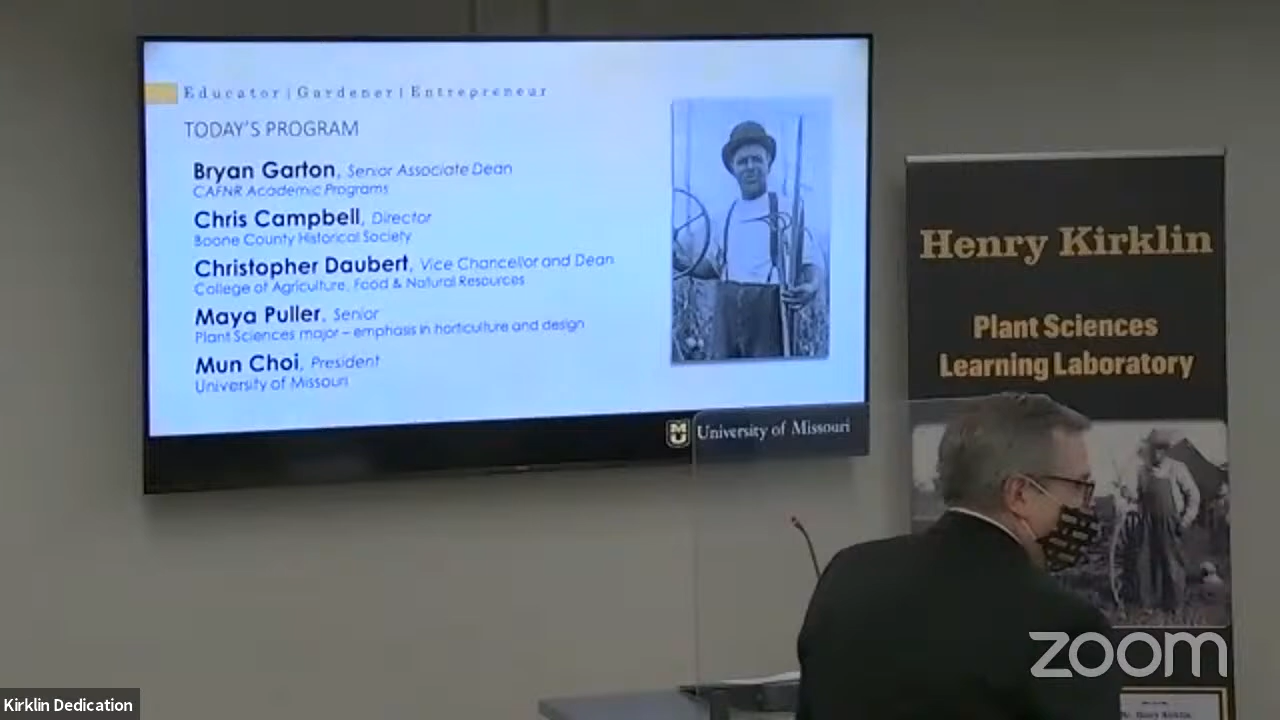 Educator | Gardener | Entrepreneur
TODAY'S PROGRAM
Bryan Garton, Senior Associate Dean
CAFNR Academic Programs
Chris Campbell, Director
Boone County Historical Society
Christopher Daubert, Vice Chancellor and Dean
College of Agriculture, Food & Natural Resources
Maya Puller, Senior
Plant Sciences major – emphasis in horticulture and design
Mun Choi, President
University of Missouri
MU University of Missouri
Henry Kirklin
Plant Sciences
Learning Laboratory
zoom
Kirklin Dedication